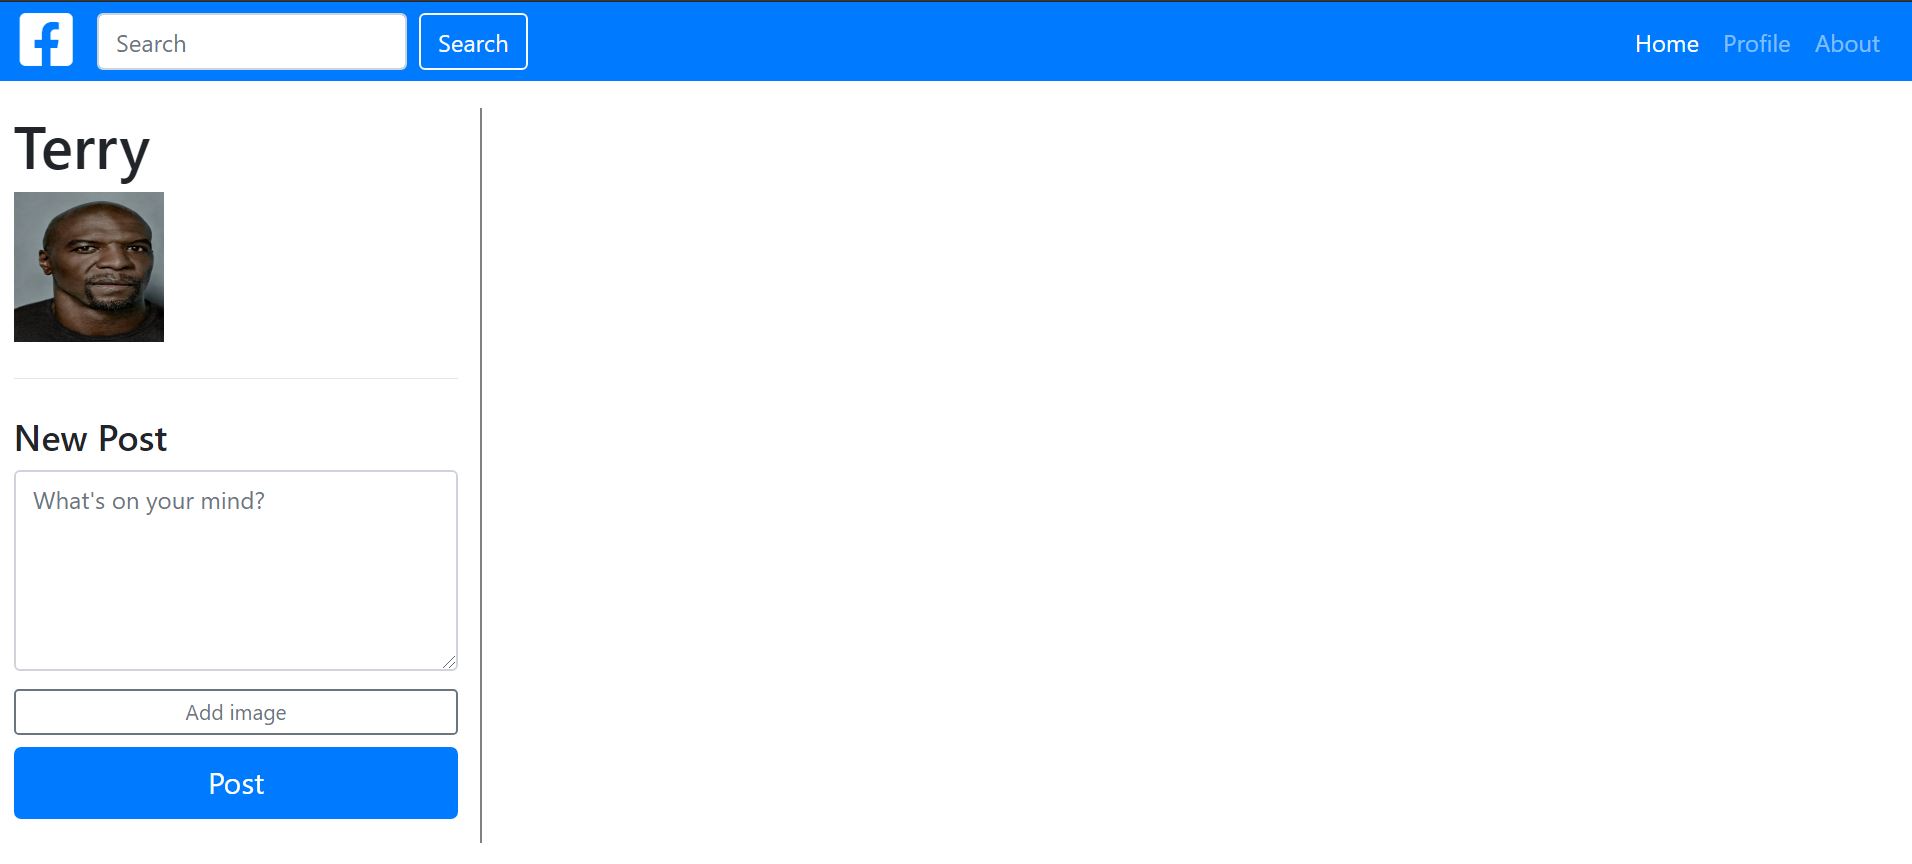 Search
Search
Home
Profile
About
Terry
New Post
What's on your mind?
Add image
Post